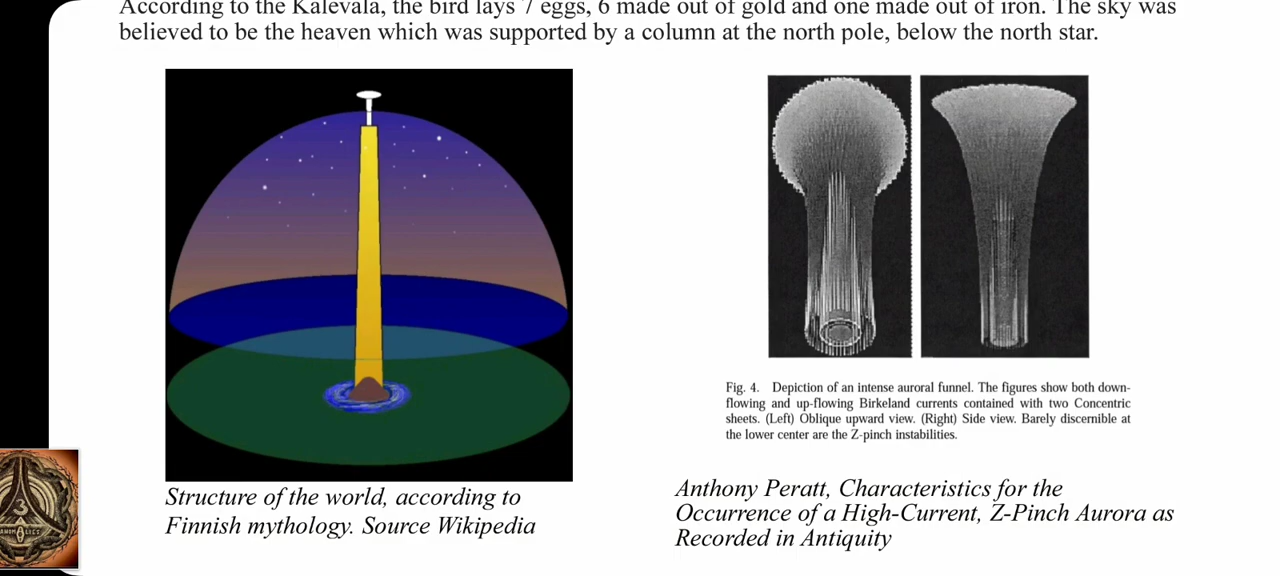 According to the Kalevala, the bird lays 7 eggs, 6 made out of gold and one made out of iron. The sky was
believed to be the heaven which was supported by a column at the north pole, below the north star.
Fig. 4. Depiction of an intense auroral funnel. The figures show both down-
flowing and up-flowing Birkeland currents contained with two Concentric
sheets. (Left) Oblique upward view. (Right) Side view. Barely discernible at
the lower center are the Z-pinch instabilities.
Structure of the world, according to
Finnish mythology. Source Wikipedia
Anthony Peratt, Characteristics for the
Occurrence of a High-Current, Z-Pinch Aurora as
Recorded in Antiquity
3